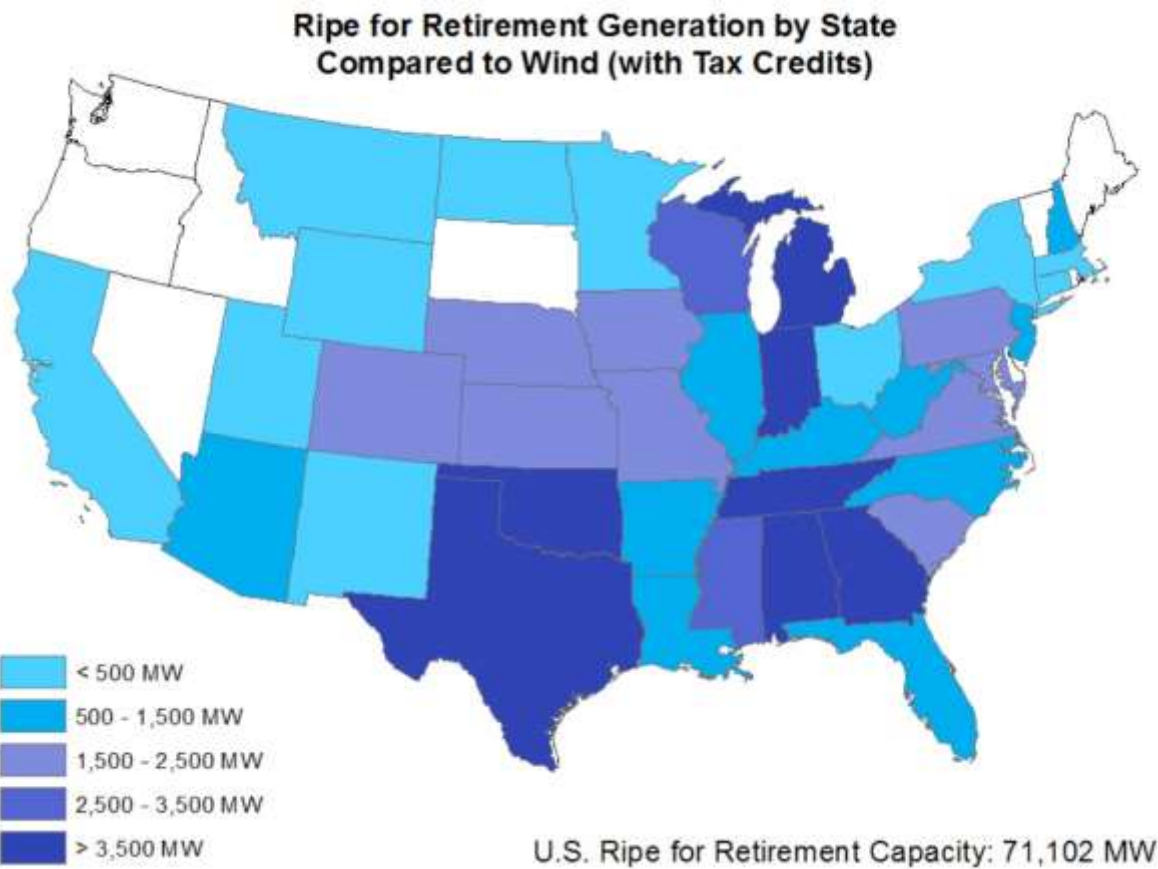 Ripe for Retirement Generation by State
Compared to Wind (with Tax Credits)
< 500 MW
500 - 1,500 MW
1,500 - 2,500 MW
2,500 - 3,500 MW
> 3,500 MW
U.S. Ripe for Retirement Capacity: 71,102 MW